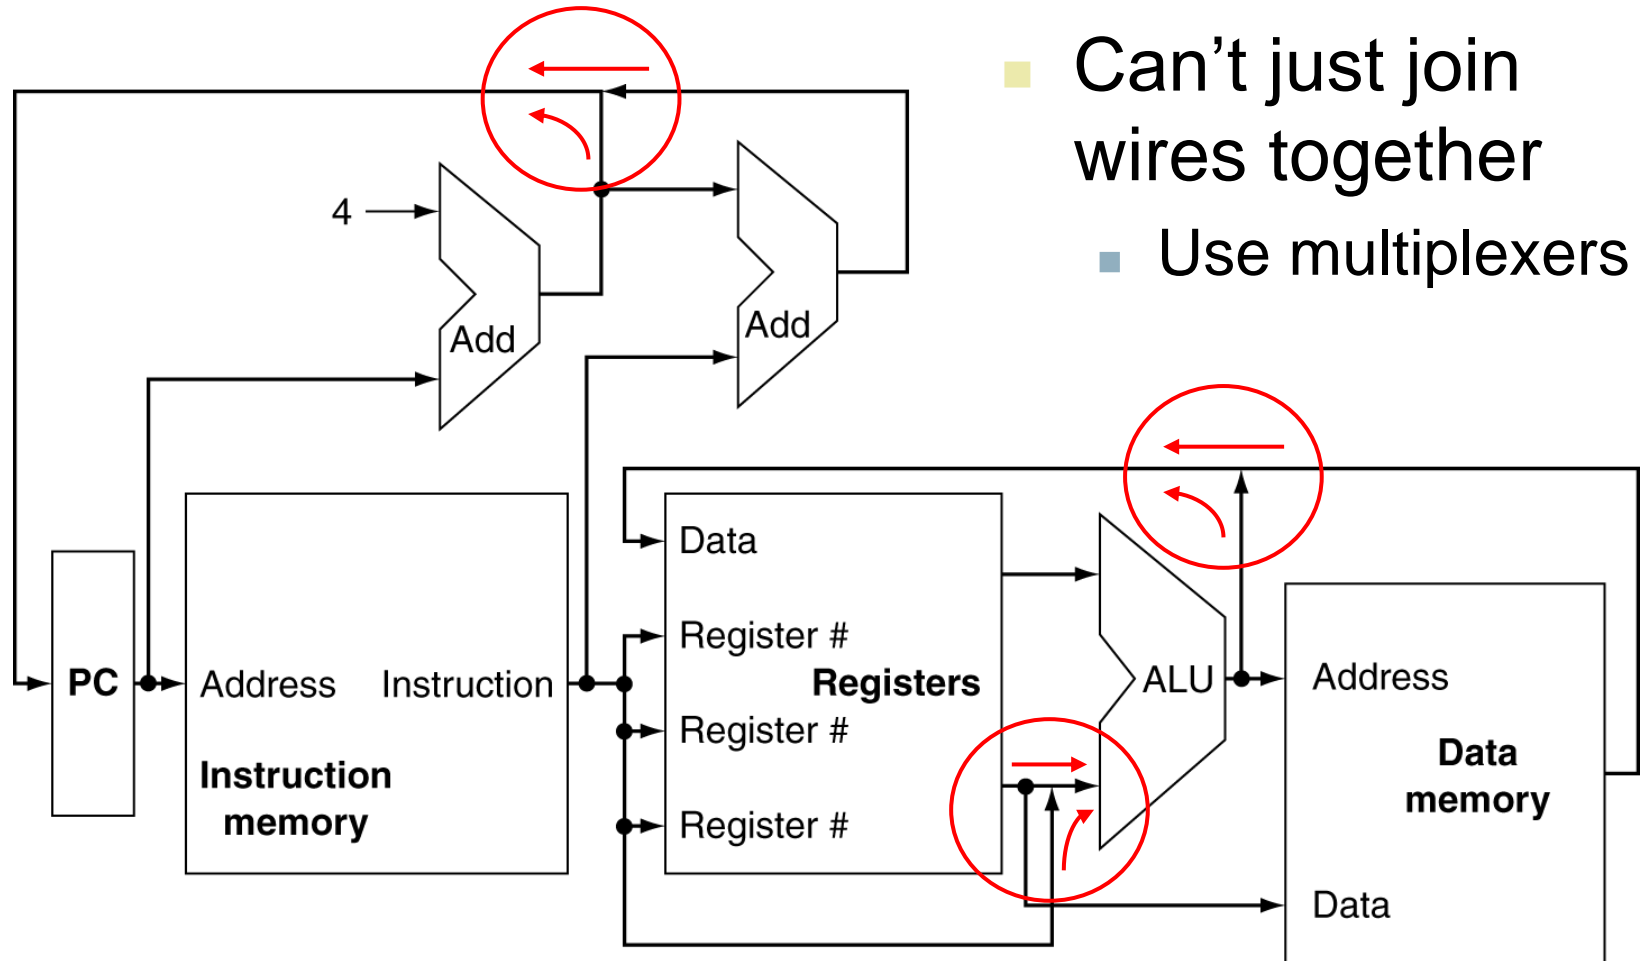 Can’t just join
wires together
Use multiplexers
4
Add
Add
PC
Address
Instruction
Instruction
memory
Data
Register #
Registers
Register #
Register #
ALU
Address
Data
memory
Data